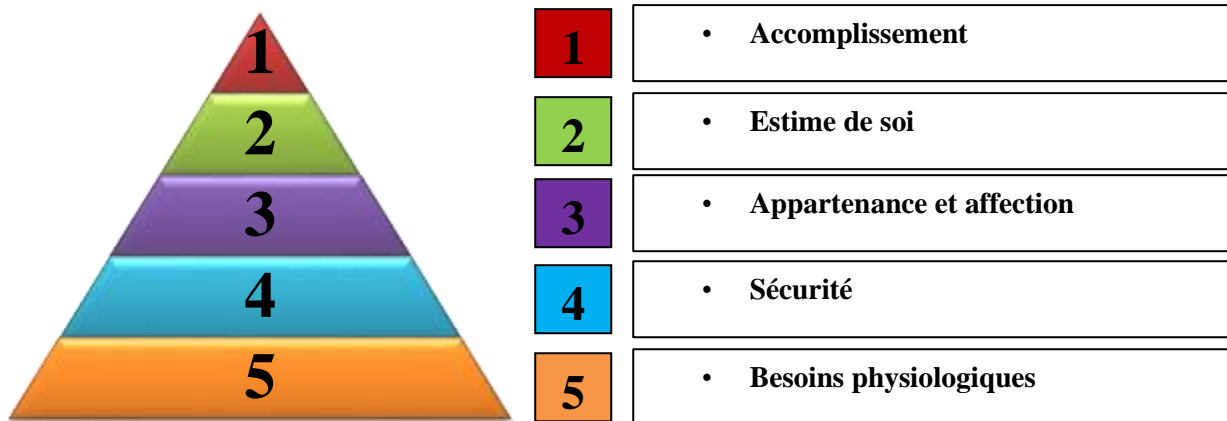 1
1
• Accomplissement
2
2
• Estime de soi
3
3
• Appartenance et affection
4
4
• Sécurité
5
5
• Besoins physiologiques